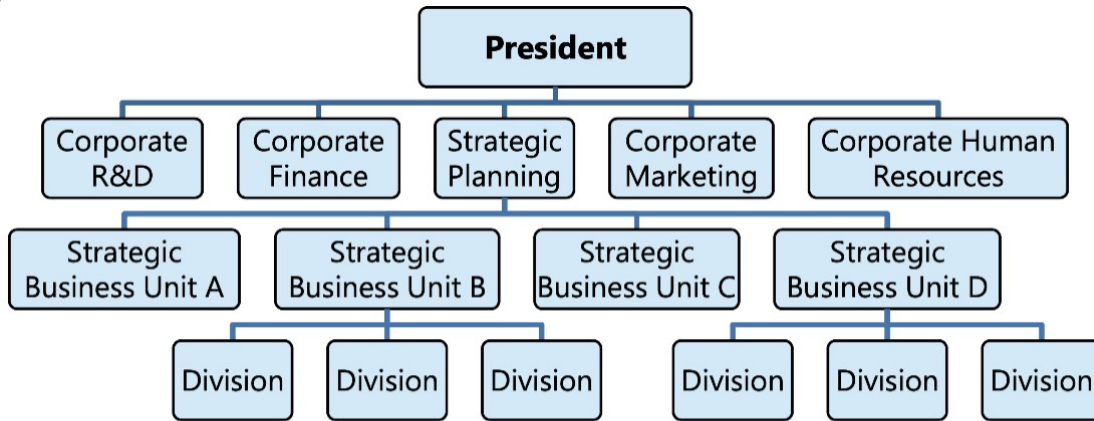 President
Corporate
R&D
Corporate
Finance
Strategic
Planning
Corporate
Marketing
Corporate Human
Resources
Strategic
Business Unit A
Strategic
Business Unit B
Strategic
Business Unit C
Strategic
Business Unit D
Division
Division
Division
Division
Division
Division